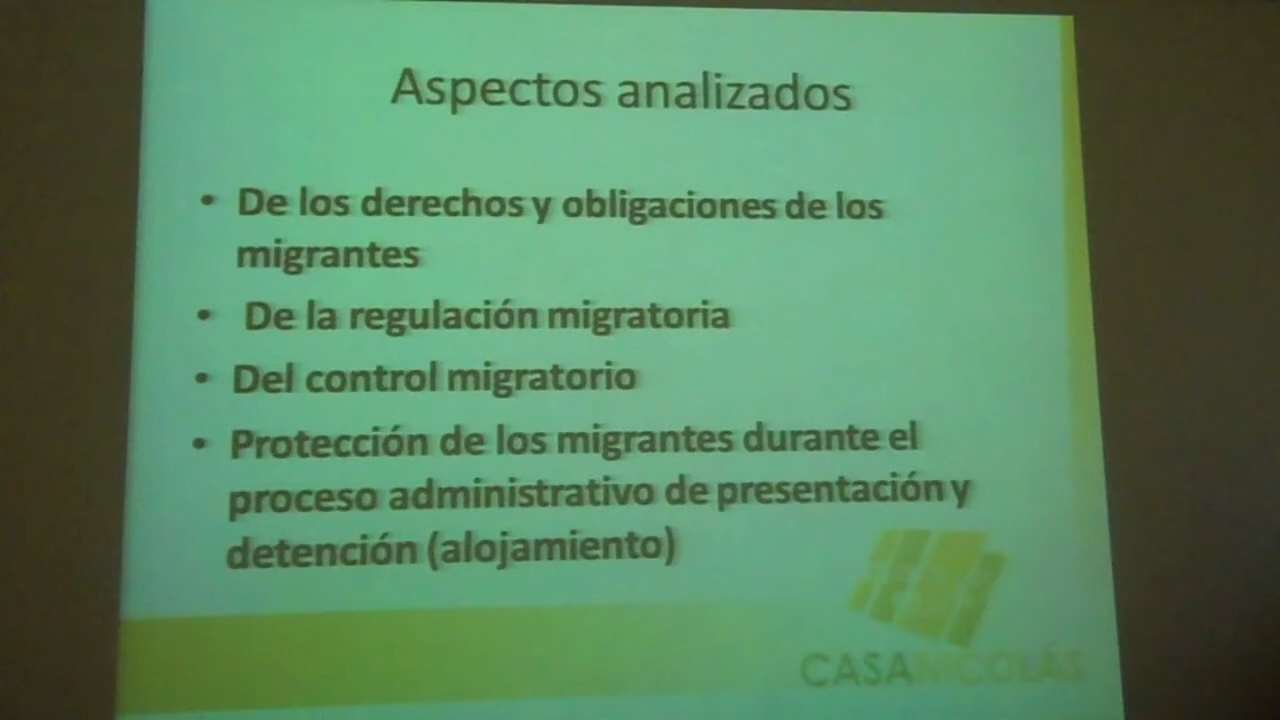 Aspectos analizados
• De los derechos y obligaciones de los
migrantes
• De la regulación migratoria
• Del control migratorio
• Protección de los migrantes durante el
proceso administrativo de presentación y
detención (alojamiento)
CASANICOLÁS